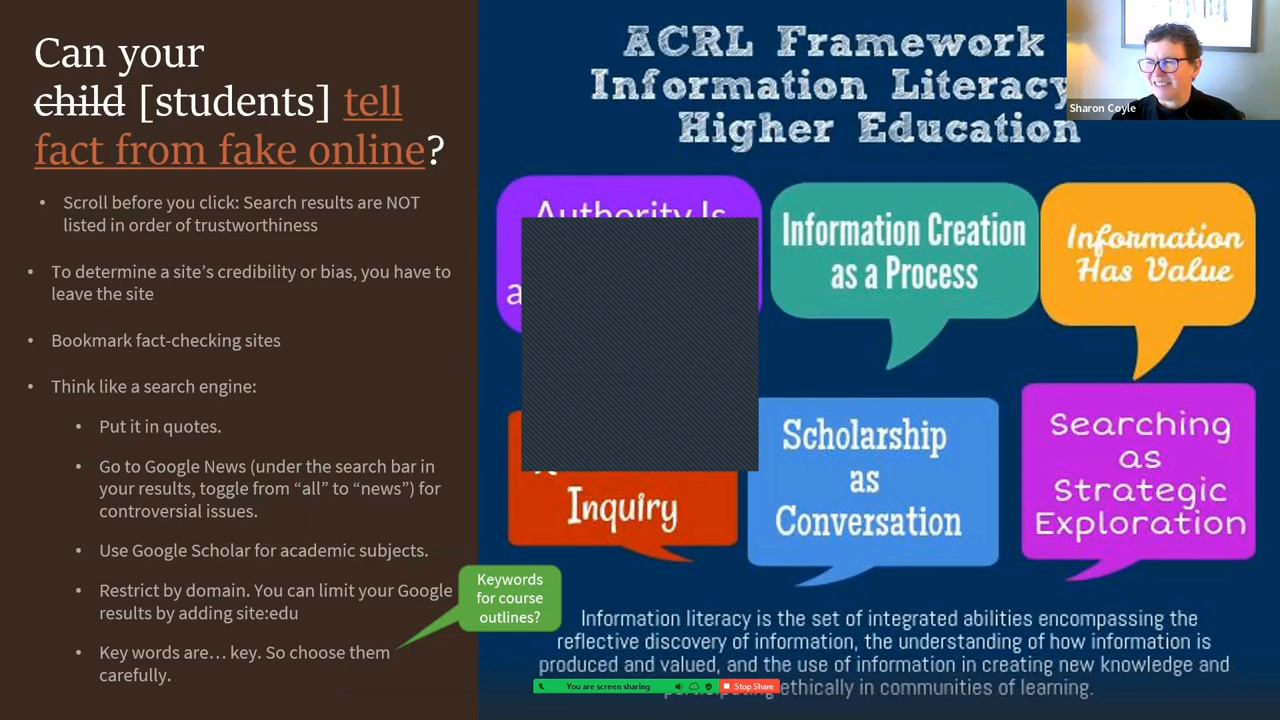 Can your
child [students] tell
fact from fake online?
• Scroll before you click: Search results are NOT
listed in order of trustworthiness
• To determine a site’s credibility or bias, you have to
leave the site
• Bookmark fact-checking sites
• Think like a search engine:
• Put it in quotes.
• Go to Google News (under the search bar in
your results, toggle from “all” to “news”) for
controversial issues.
• Use Google Scholar for academic subjects.
• Restrict by domain. You can limit your Google
results by adding site:edu
• Key words are… key. So choose them
carefully.
Keywords
for course
outlines?
ACRL Framework
Information Literacy
Higher Education
Sharon Coyle
Authority Is
Information Creation
as a Process
Information
Has Value
Inquiry
Scholarship
as
Conversation
Searching
as
Strategic
Exploration
Information literacy is the set of integrated abilities encompassing the
reflective discovery of information, the understanding of how information is
produced and valued, and the use of information in creating new knowledge and
ethically in communities of learning.
You are screen sharing
Stop Share